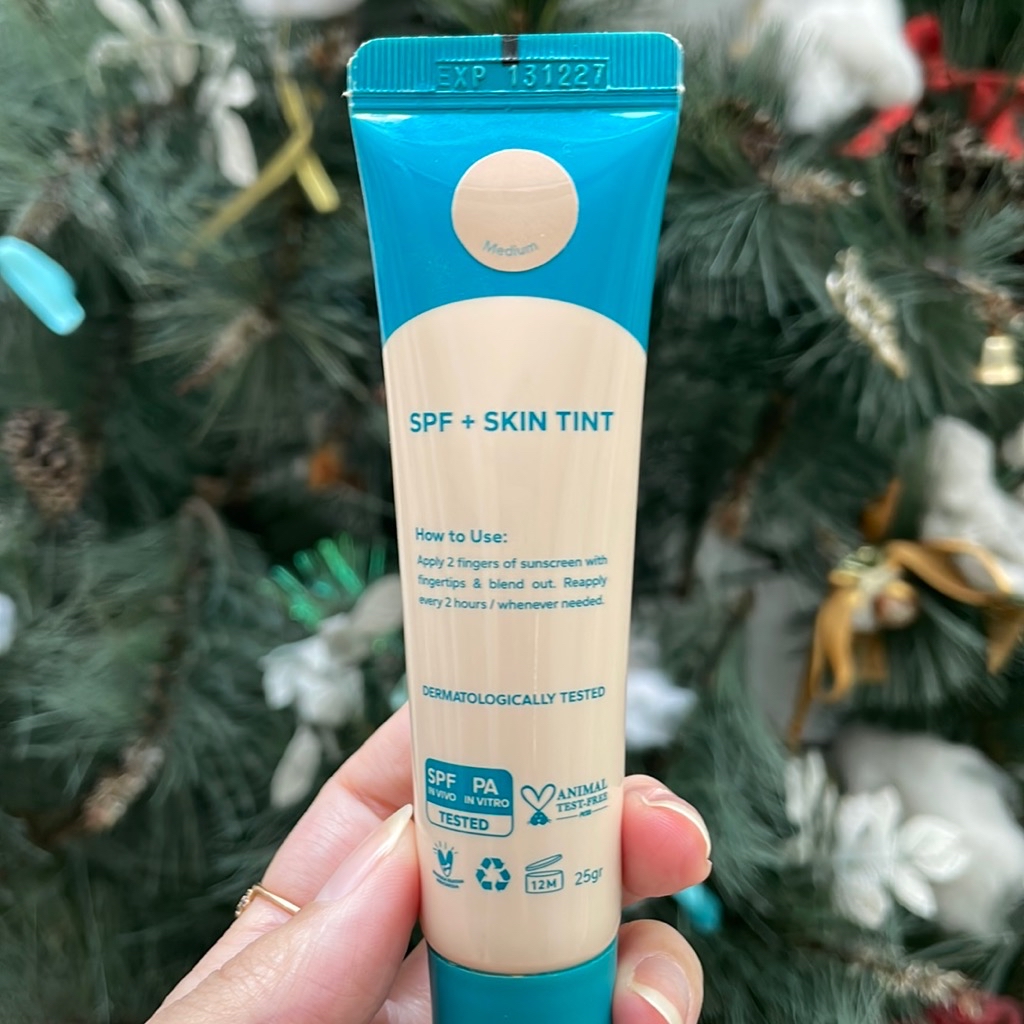 EXP 131227
Medium
SPF + SKIN TINT
How to Use:
Apply 2 fingers of sunscreen with
fingertips & blend out. Reapply
every 2 hours / whenever needed.
DERMATOLOGICALLY TESTED
SPF PA
IN VIVO IN VITRO
TESTED
ANIMAL
TEST-FREE
12M
25gr